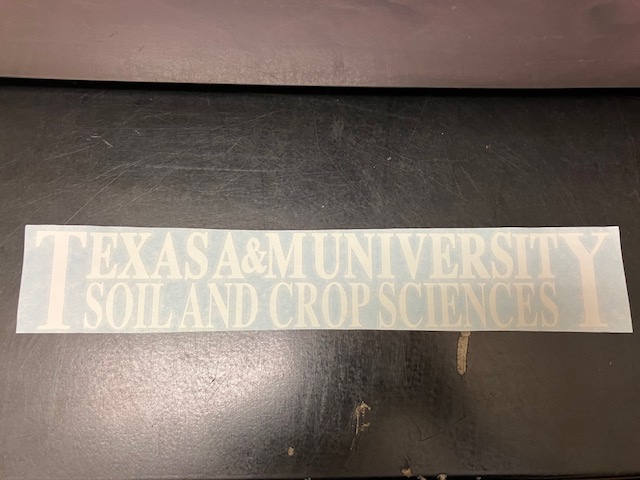 TEXAS A&M UNIVERSITY
SOIL AND CROP SCIENCES